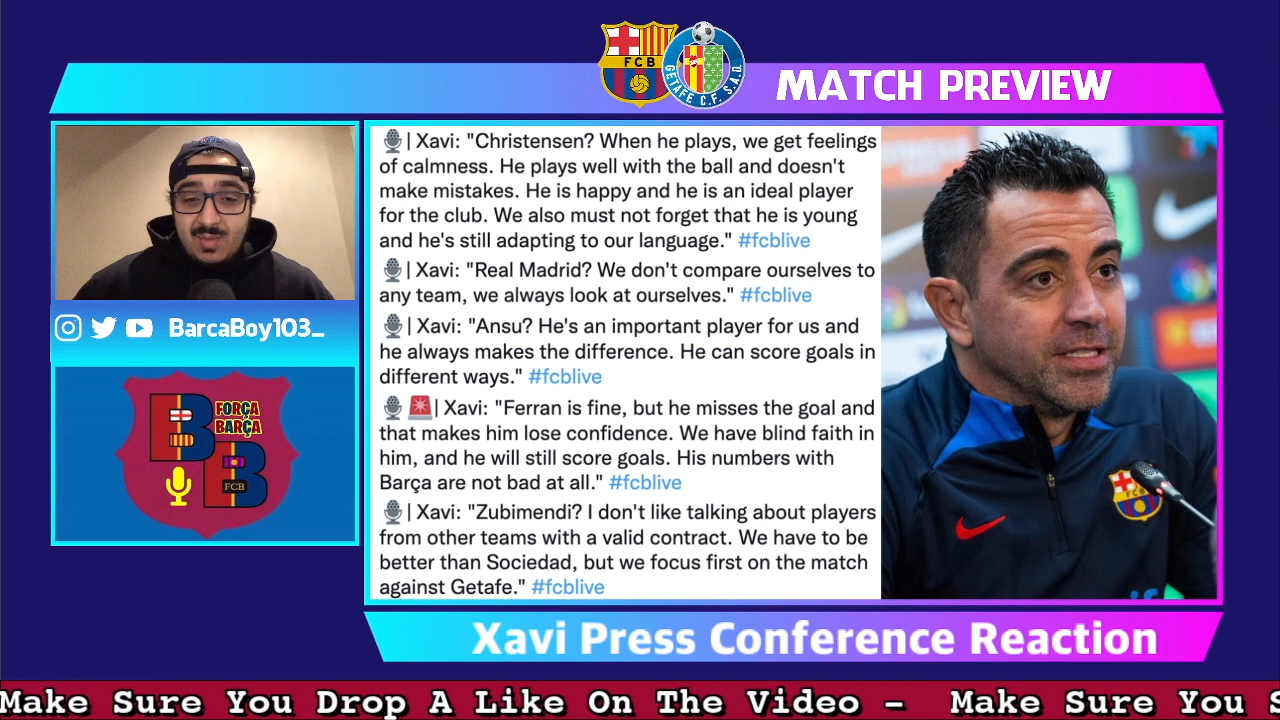 FCB
GETAFE C.F. S.A.D.
MATCH PREVIEW
| Xavi: "Christensen? When he plays, we get feelings
of calmness. He plays well with the ball and doesn't
make mistakes. He is happy and he is an ideal player
for the club. We also must not forget that he is young
and he's still adapting to our language." #fcblive
| Xavi: "Real Madrid? We don't compare ourselves to
any team, we always look at ourselves." #fcblive
| Xavi: "Ansu? He's an important player for us and
he always makes the difference. He can score goals in
different ways." #fcblive
| Xavi: "Ferran is fine, but he misses the goal and
that makes him lose confidence. We have blind faith in
him, and he will still score goals. His numbers with
Barça are not bad at all." #fcblive
| Xavi: "Zubimendi? I don't like talking about players
from other teams with a valid contract. We have to be
better than Sociedad, but we focus first on the match
against Getafe." #fcblive
BarcaBoy103_
B
FORÇA
BARÇA
B
FCB
Xavi Press Conference Reaction
Make Sure You Drop A Like On The Video - Make Sure You S